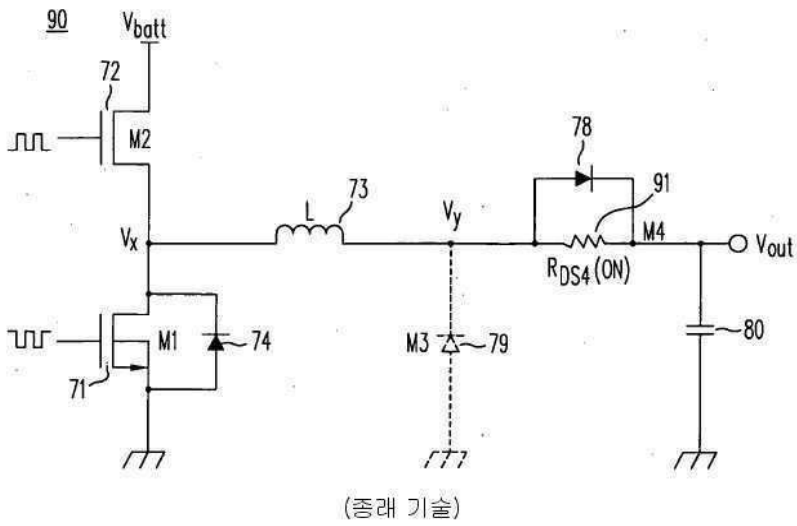 90
Vbatt
72
M2
78
91
73
L
Vx
Vy
M4
Vout
RDS4(ON)
M1
74
M3
79
80
71
(종래 기술)